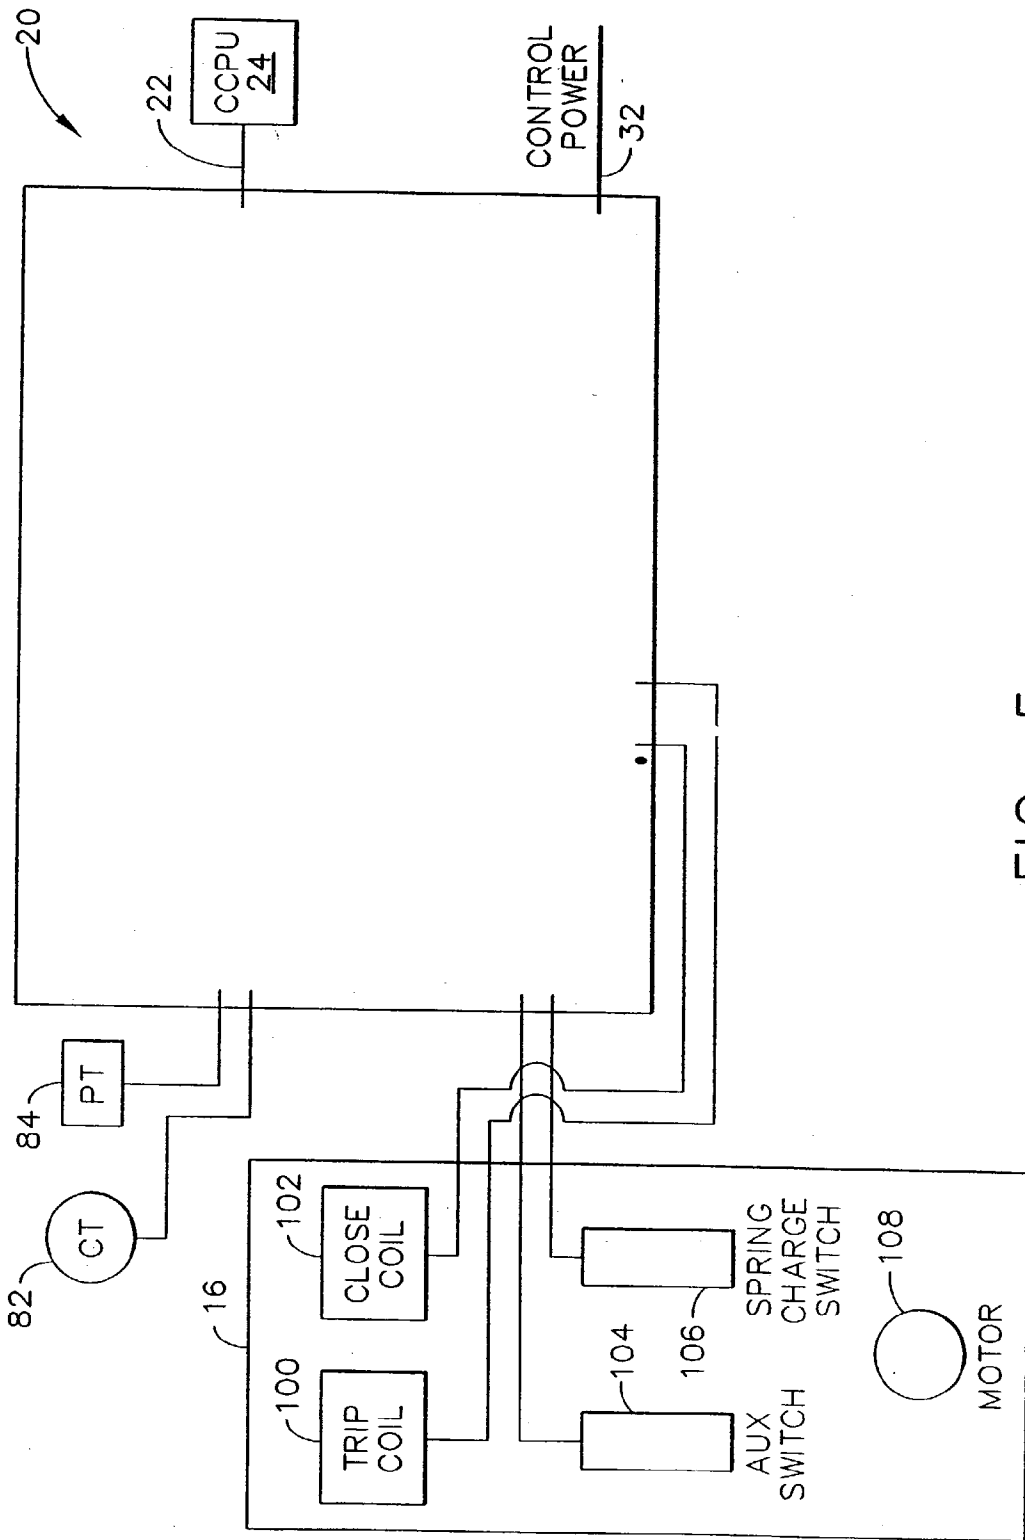 82
84
20
CT
PT
22
16
CCPU
24
100
102
TRIP
COIL
CLOSE
COIL
CONTROL
POWER
32
104
106
AUX
SWITCH
SPRING
CHARGE
SWITCH
108
MOTOR
FIG